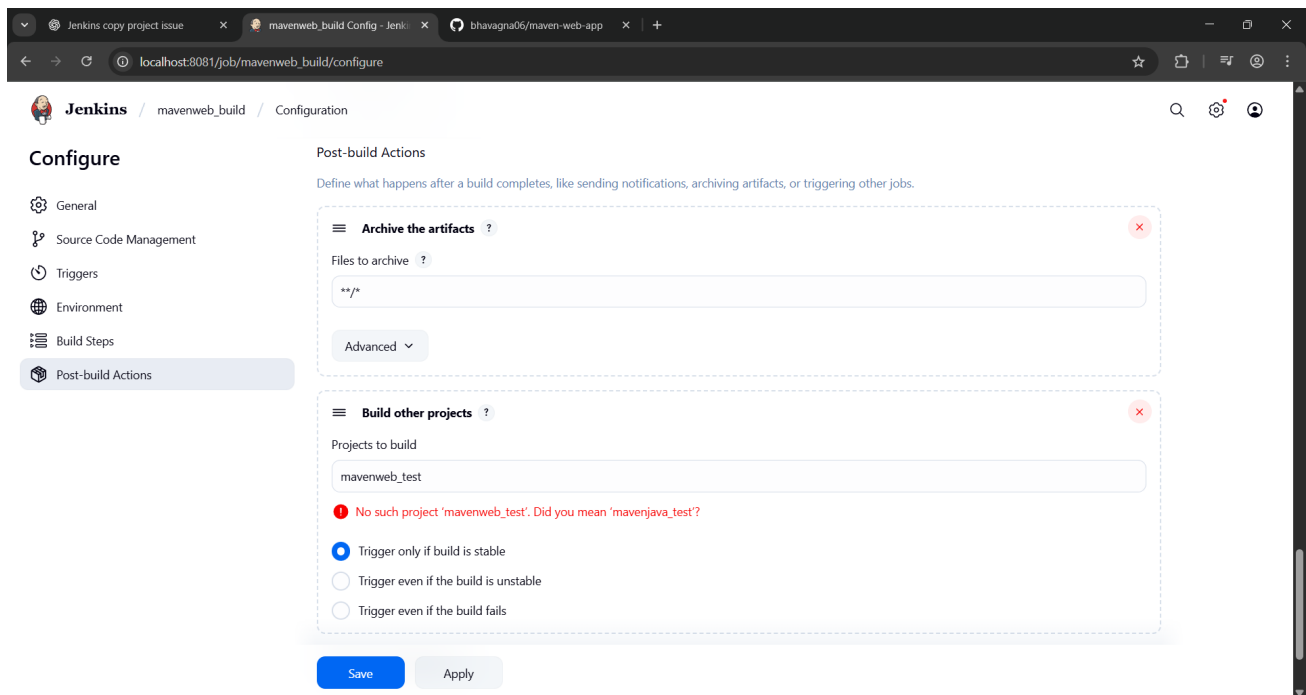 Jenkins copy project issue
mavenweb_build Config - Jenki
bhavagna06/maven-web-app
localhost:8081/job/mavenweb_build/configure
Jenkins / mavenweb_build / Configuration
Configure
General
Source Code Management
Triggers
Environment
Build Steps
Post-build Actions
Post-build Actions
Define what happens after a build completes, like sending notifications, archiving artifacts, or triggering other jobs.
Archive the artifacts ?
Files to archive ?
**/*
Advanced
Build other projects ?
Projects to build
mavenweb_test
No such project ‘mavenweb_test’. Did you mean ‘mavenjava_test’?
Trigger only if build is stable
Trigger even if the build is unstable
Trigger even if the build fails
Save Apply